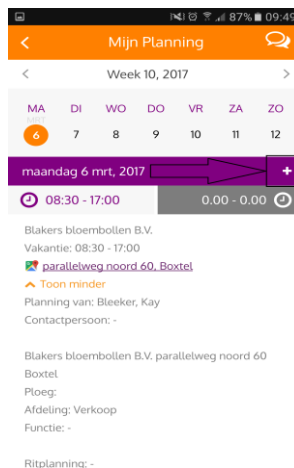 87% 09:49
Mijn Planning
Week 10, 2017
MA DI WO DO VR ZA ZO
MRT
6 7 8 9 10 11 12
maandag 6 mrt, 2017 +
08:30 - 17:00 0.00 - 0.00
Blakers bloembollen B.V.
Vakantie: 08:30 - 17:00
parallelweg noord 60, Boxtel
Toon minder
Planning van: Bleeker, Kay
Contactpersoon: -
Blakers bloembollen B.V. parallelweg noord 60
Boxtel
Ploeg:
Afdeling: Verkoop
Functie: -
Ritplanning: -